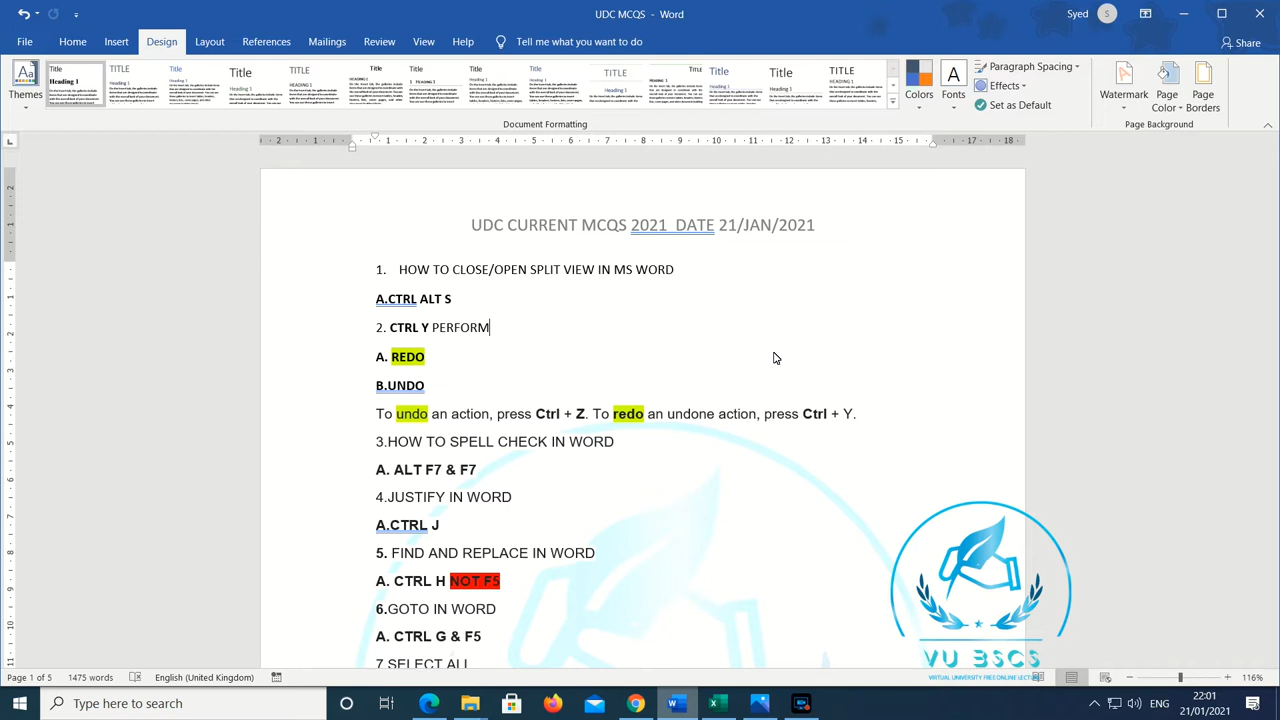 UDC MCQS - Word
Syed
S
File Home Insert Design Layout References Mailings Review Help Tell me what you want to do
Share
Themes
Colors
Fonts
Paragraph Spacing
Effects
Set as Default
Watermark
Page Color
Page Borders
Document Formatting
Page Background
UDC CURRENT MCQS 2021 DATE 21/JAN/2021
1. HOW TO CLOSE/OPEN SPLIT VIEW IN MS WORD
A.CTRL ALT S
2. CTRL Y PERFORM
A. REDO
B.UNDO
To undo an action, press Ctrl + Z. To redo an undone action, press Ctrl + Y.
3.HOW TO SPELL CHECK IN WORD
A. ALT F7 & F7
4.JUSTIFY IN WORD
A.CTRL J
5. FIND AND REPLACE IN WORD
A. CTRL H NOT F5
6.GOTO IN WORD
A. CTRL G & F5
7.SELECT ALL
VU BSCS
VIRTUAL UNIVERSITY FREE ONLINE LECTURE
Page 1 of 5 1475 words English (United Kingdom)
116%
Type here to search
ENG
22:01
21/01/2021